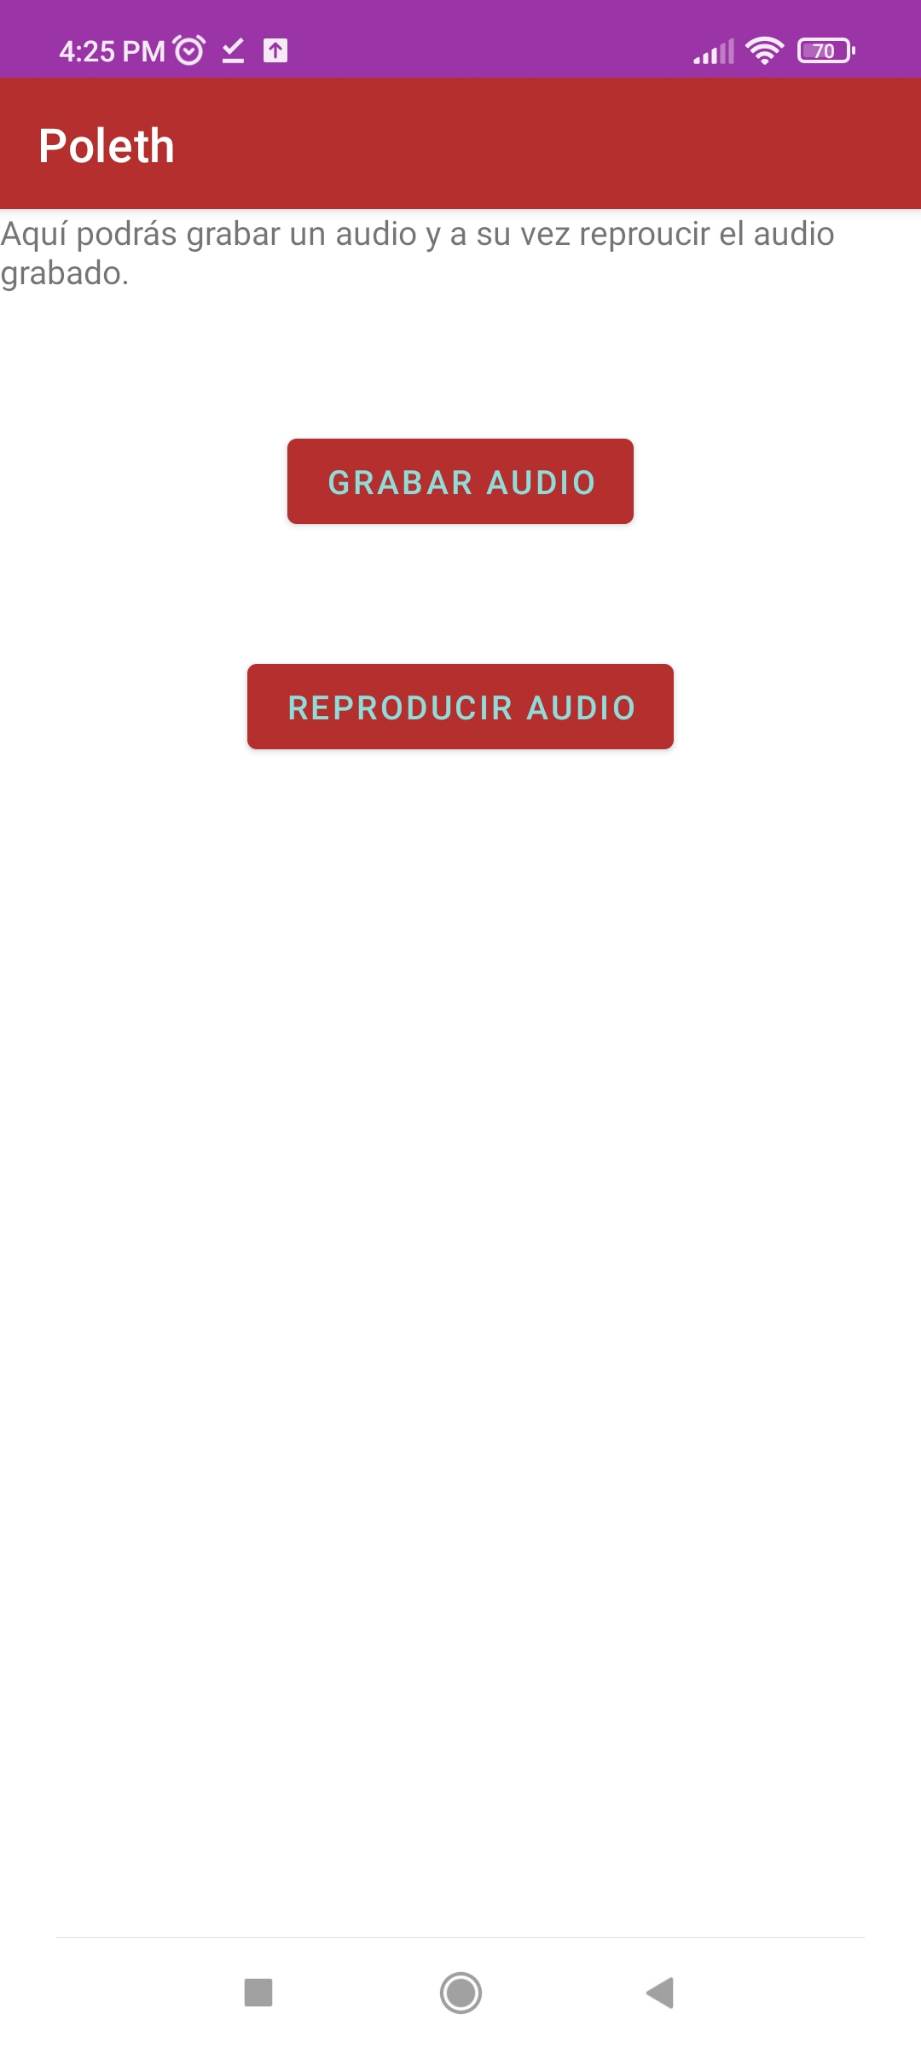 4:25 PM
70
Poleth
Aquí podrás grabar un audio y a su vez reproucir el audio
grabado.
GRABAR AUDIO
REPRODUCIR AUDIO